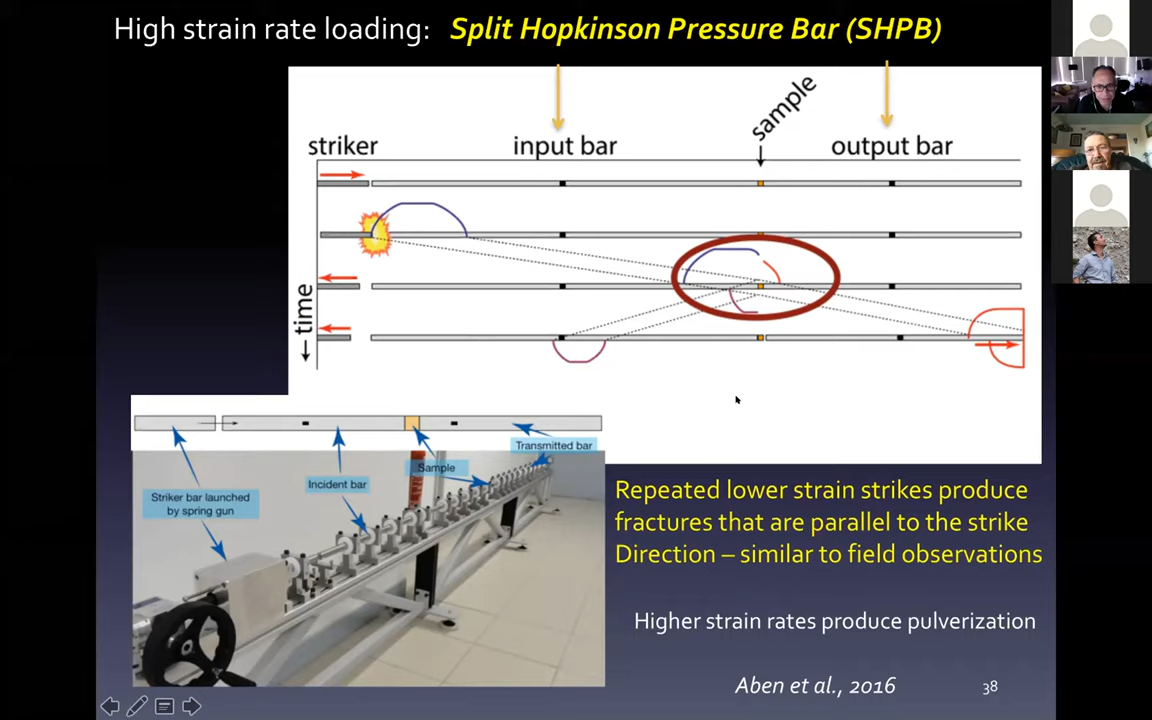 High strain rate loading: Split Hopkinson Pressure Bar (SHPB)
sample
striker
input bar
output bar
time
Transmitted bar
Sample
Incident bar
Striker bar launched
by spring gun
Repeated lower strain strikes produce
fractures that are parallel to the strike
Direction – similar to field observations
Higher strain rates produce pulverization
Aben et al., 2016
38